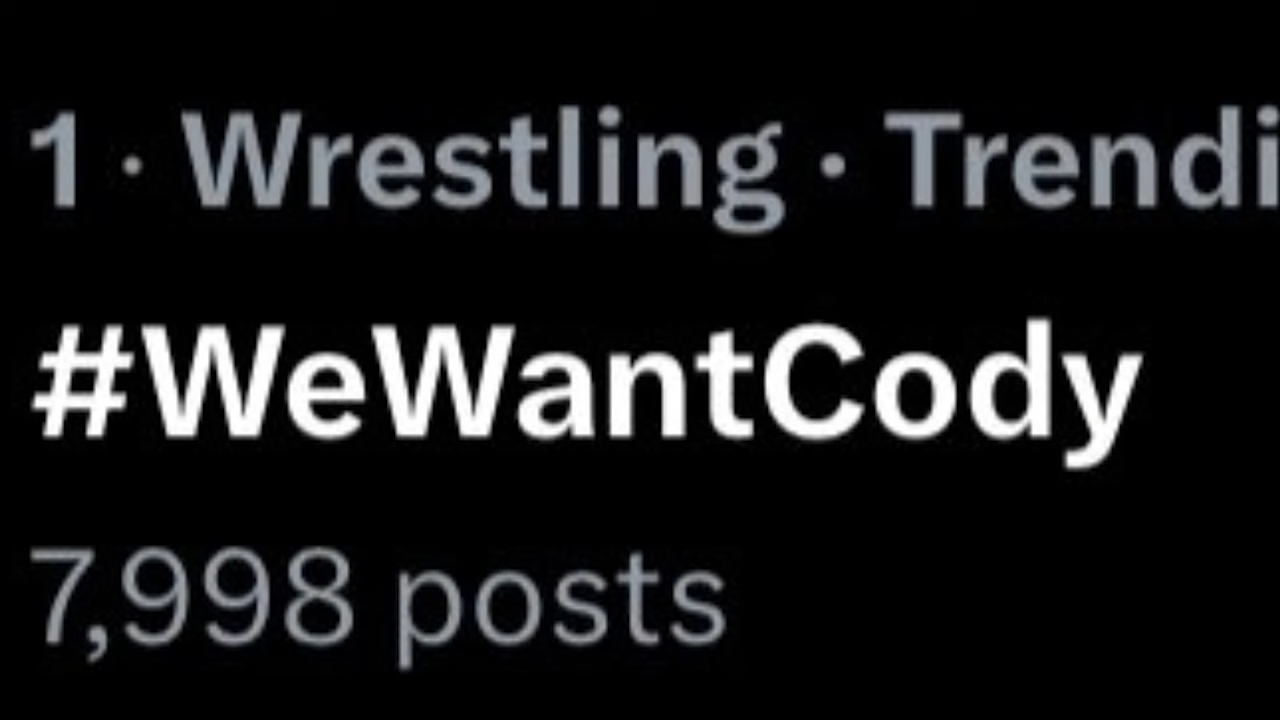 1 · Wrestling · Trendi
#WeWantCody
7,998 posts